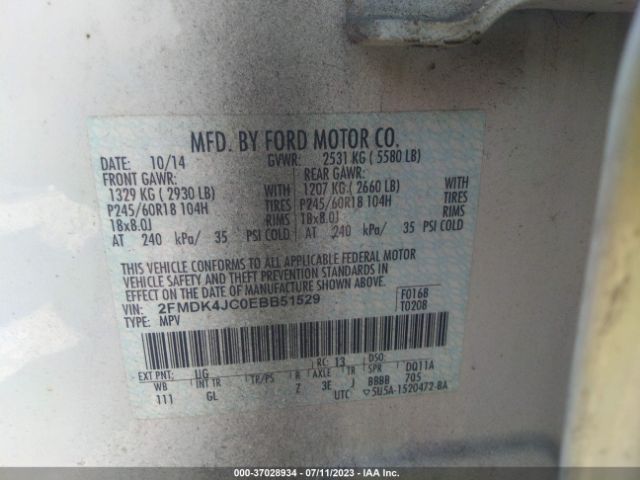 MFD. BY FORD MOTOR CO.
DATE: 10/14 GVWR: 2531 KG ( 5580 LB)
FRONT GAWR: REAR GAWR:
1329 KG ( 2930 LB) WITH 1207 KG ( 2660 LB) WITH
P245/60R18 104H TIRES P245/60R18 104H TIRES
18x8.0J RIMS 18x8.0J RIMS
AT 240 kPa/ 35 PSI COLD AT 240 kPa/ 35 PSI COLD
THIS VEHICLE CONFORMS TO ALL APPLICABLE FEDERAL MOTOR
VEHICLE SAFETY AND THEFT PREVENTION STANDARDS IN
EFFECT ON THE DATE OF MANUFACTURE SHOWN ABOVE.
VIN: 2FMDK4JC0EBB51529 F0168
TYPE: MPV T0208
EXT PNT: UG RC: 13 DSO:
WB INT TR TP/PS R AXLE TR SPR DQ11A
111 GL Z 3E J BBBB 705
UTC 5U5A-1520472-BA
000-37028934 - 07/11/2023 - IAA Inc.